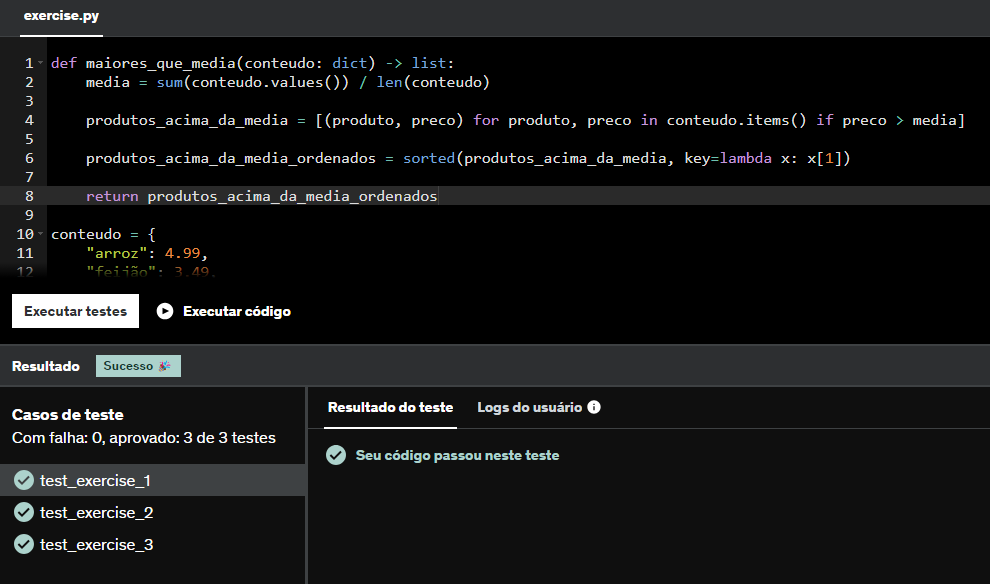 exercise.py
1 def maiores_que_media(conteudo: dict) -> list:
2 media = sum(conteudo.values()) / len(conteudo)
3
4 produtos_acima_da_media = [(produto, preco) for produto, preco in conteudo.items() if preco > media]
5
6 produtos_acima_da_media_ordenados = sorted(produtos_acima_da_media, key=lambda x: x[1])
7
8 return produtos_acima_da_media_ordenados
9
10 conteudo = {
11 "arroz": 4.99,
12 "feijão": 3.49,
Executar testes Executar código
Resultado Sucesso 🎉
Casos de teste
Com falha: 0, aprovado: 3 de 3 testes
test_exercise_1
test_exercise_2
test_exercise_3
Resultado do teste Logs do usuário
Seu código passou neste teste